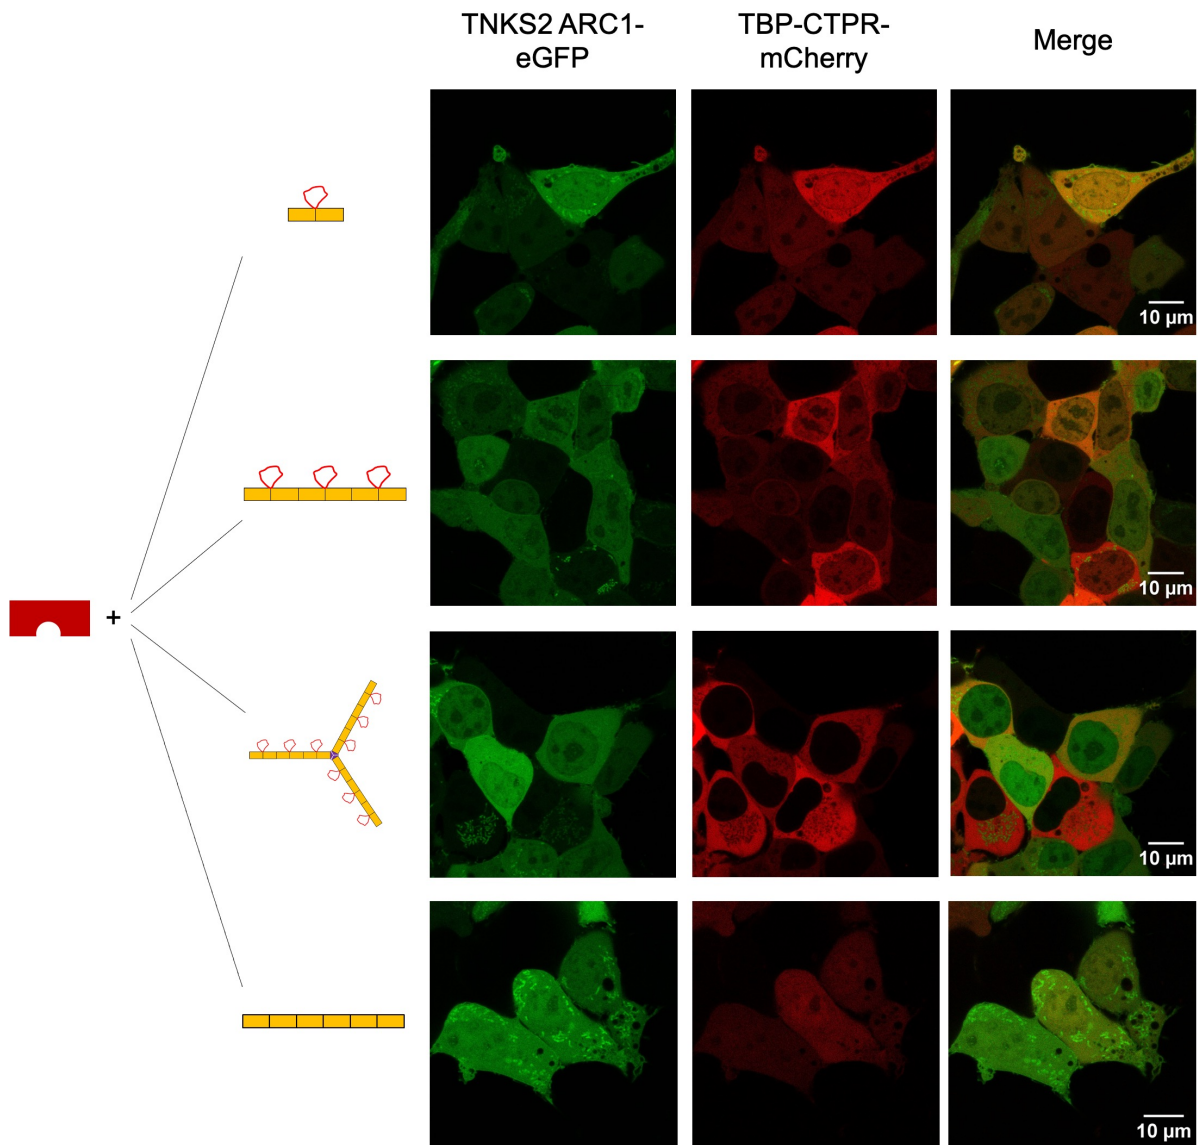 TNKS2 ARC1-
eGFP
TBP-CTPR-
mCherry
Merge
10 µm
10 µm
+
10 µm
10 µm